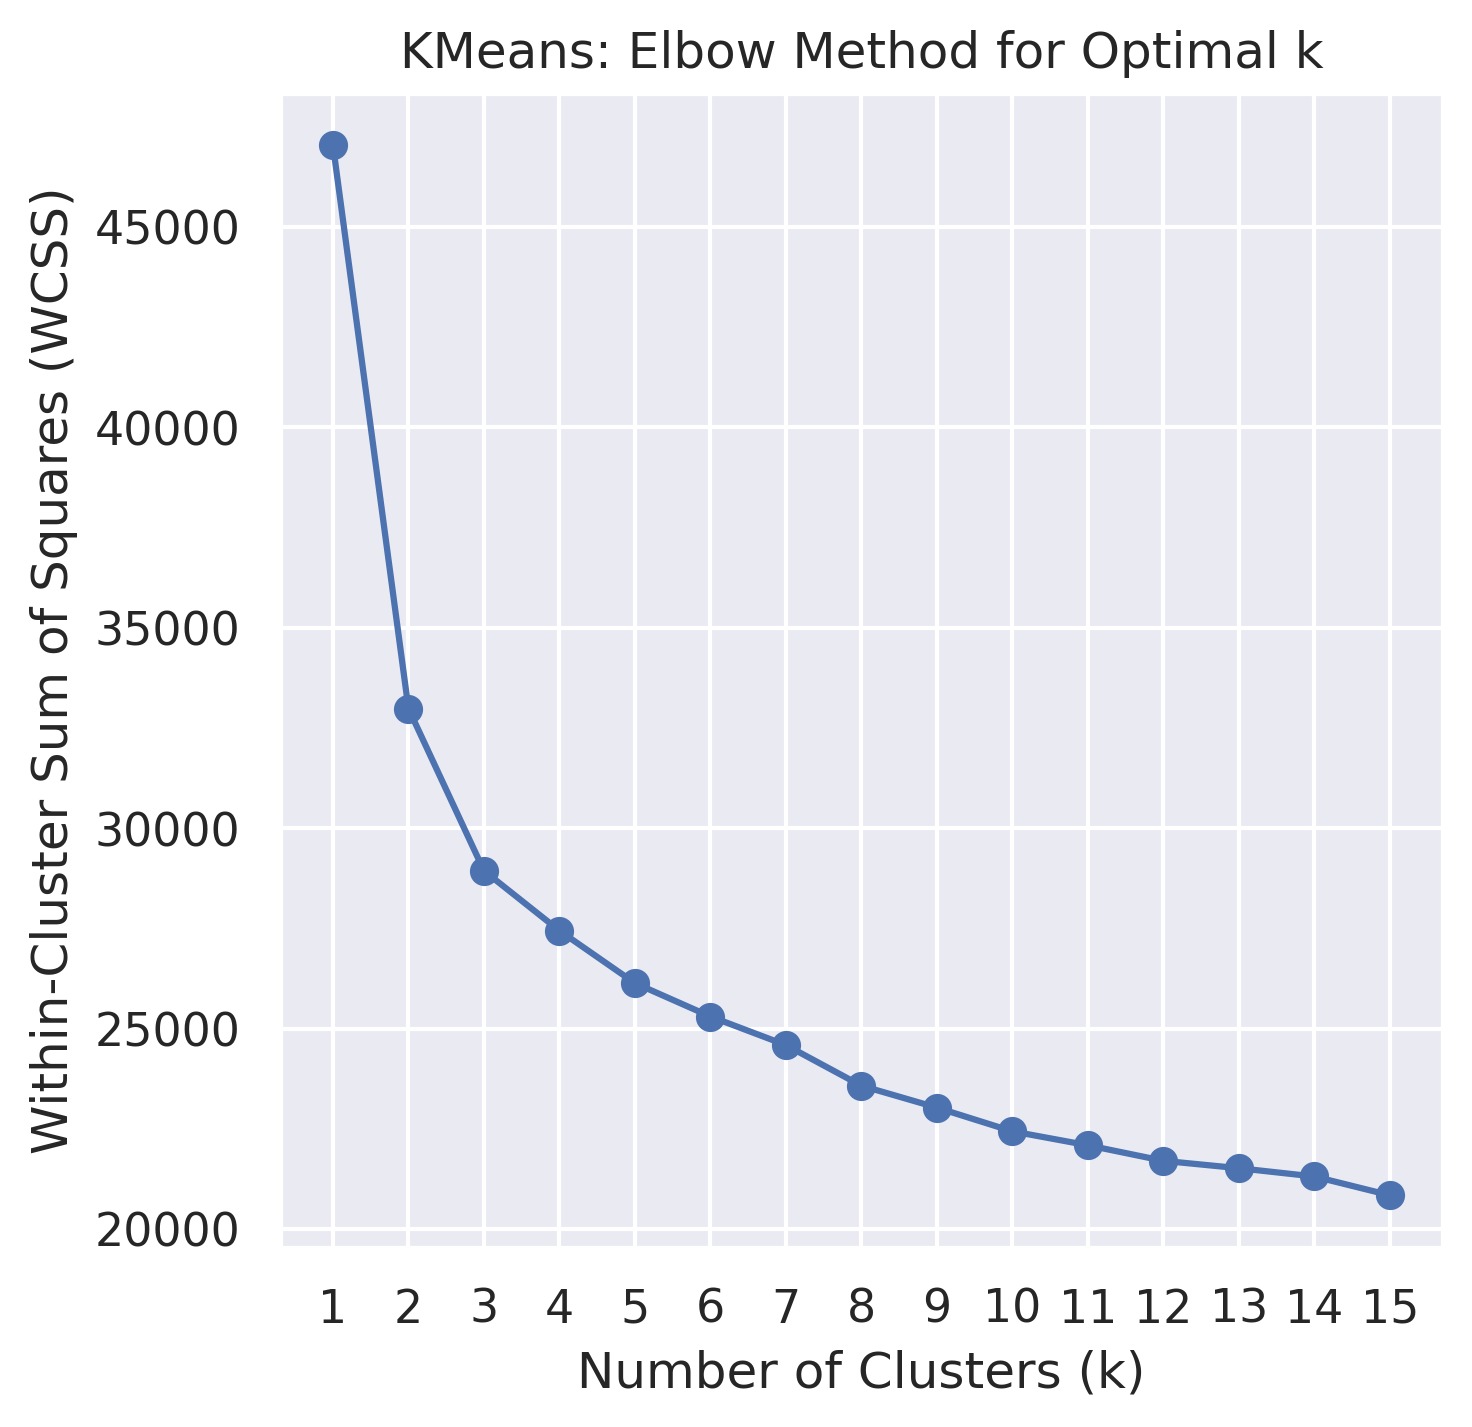 KMeans: Elbow Method for Optimal k
Within-Cluster Sum of Squares (WCSS)
45000
40000
35000
30000
25000
20000
1 2 3 4 5 6 7 8 9 10 11 12 13 14 15
Number of Clusters (k)